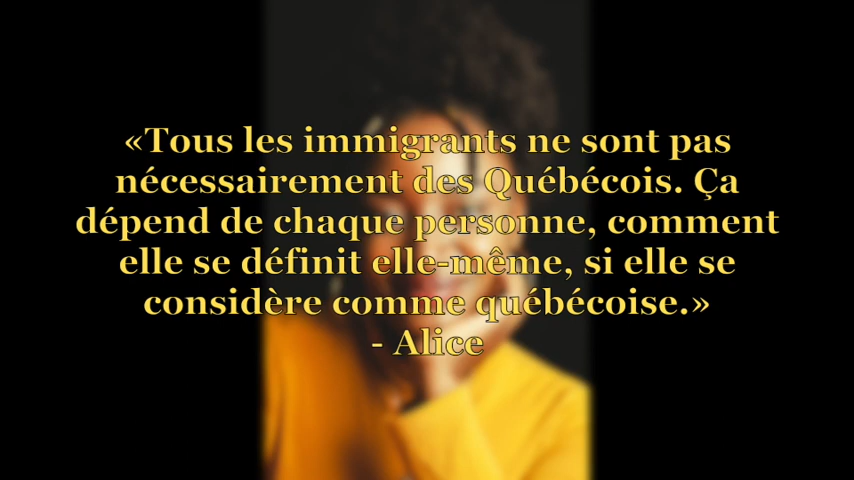 «Tous les immigrants ne sont pas
nécessairement des Québécois. Ça
dépend de chaque personne, comment
elle se définit elle-même, si elle se
considère comme québécoise.»
- Alice